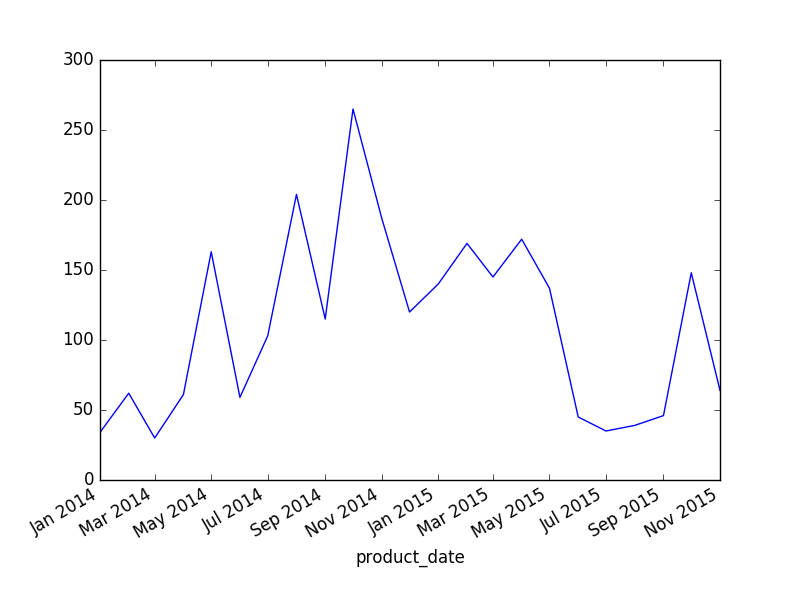 300
250
200
150
100
50
0
Jan 2014
Mar 2014
May 2014
Jul 2014
Sep 2014
Nov 2014
Jan 2015
Mar 2015
May 2015
Jul 2015
Sep 2015
Nov 2015
product_date